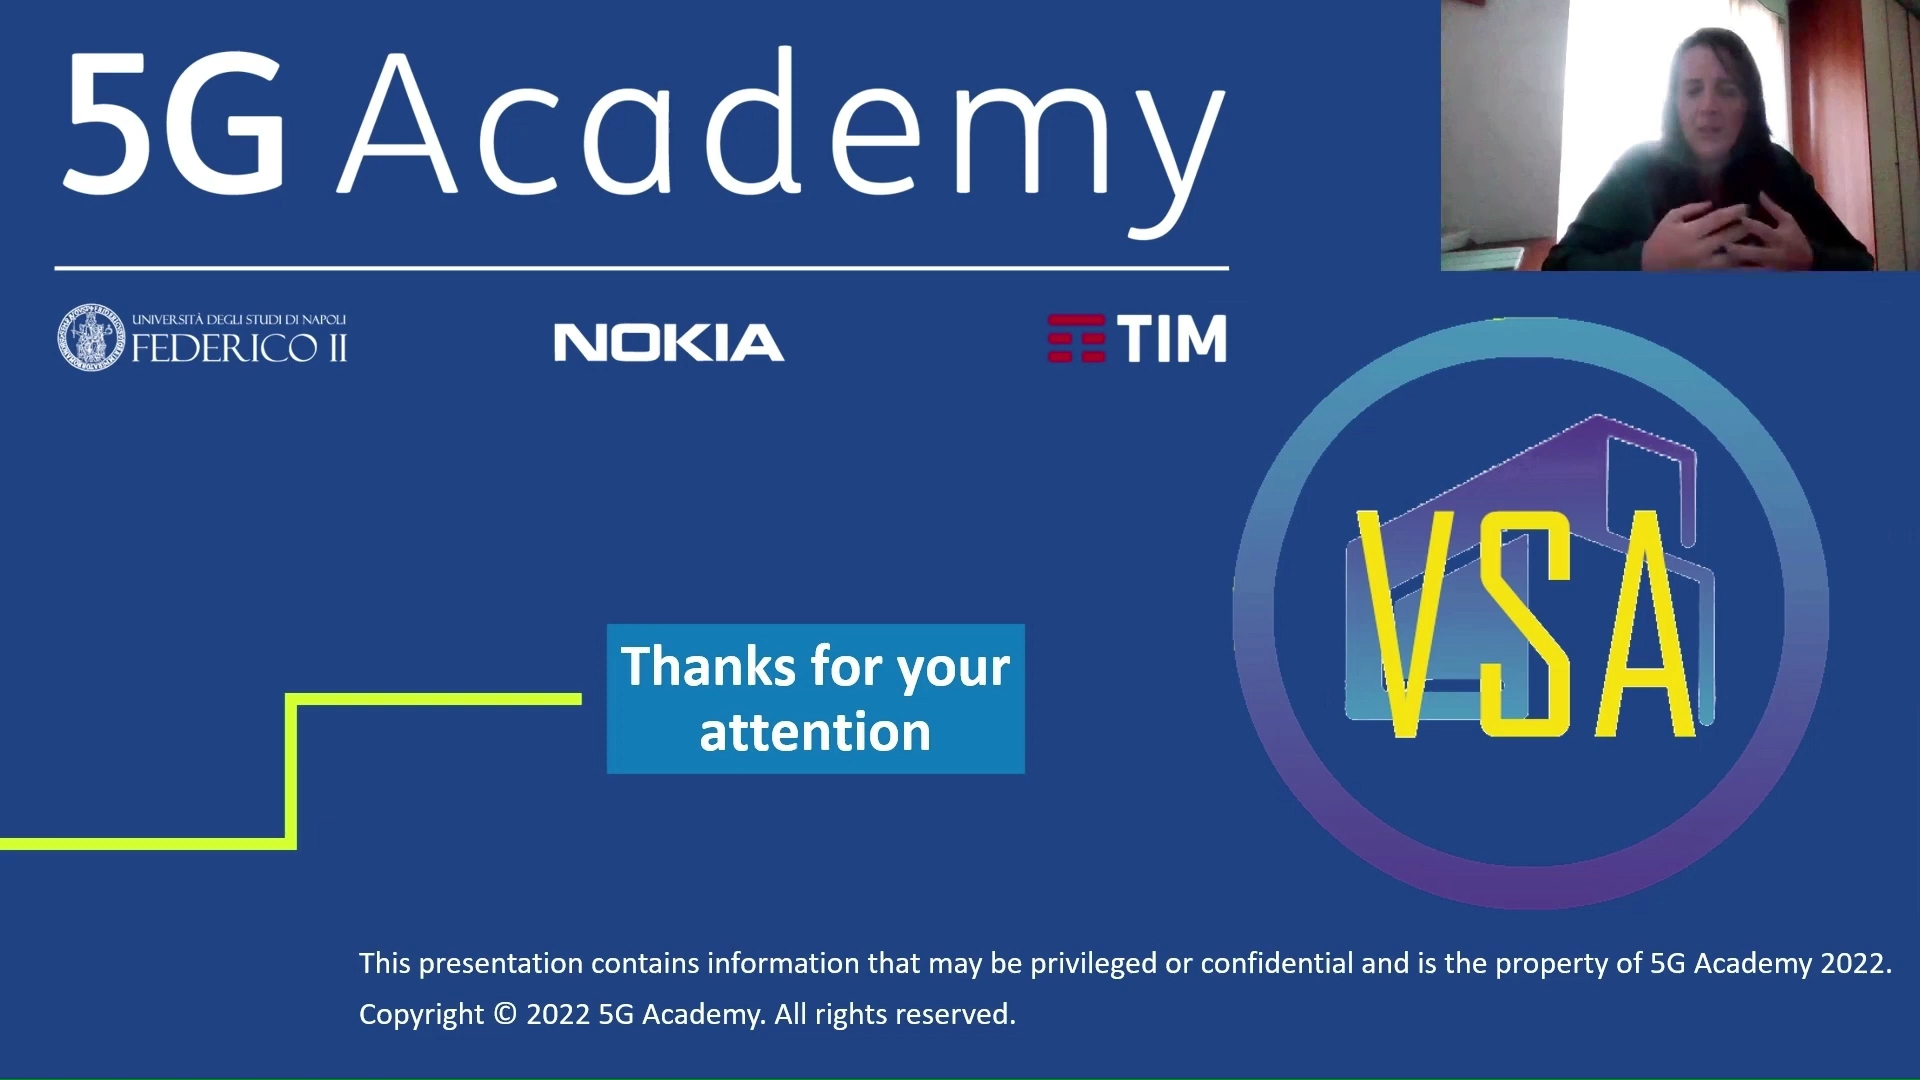 5G Academy
UNIVERSITÀ DEGLI STUDI DI NAPOLI
FEDERICO II
NOKIA
TIM
VSA
Thanks for your
attention
This presentation contains information that may be privileged or confidential and is the property of 5G Academy 2022.
Copyright © 2022 5G Academy. All rights reserved.